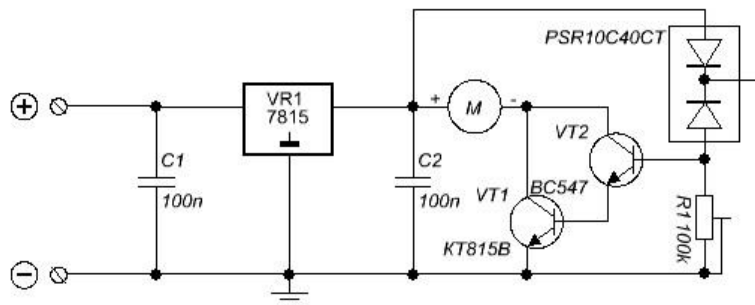 PSR10C40CT
VR1
7815
+
M
-
VT2
+
C1
100n
C2
100n
VT1
BC547
R1 100k
KT815B
-